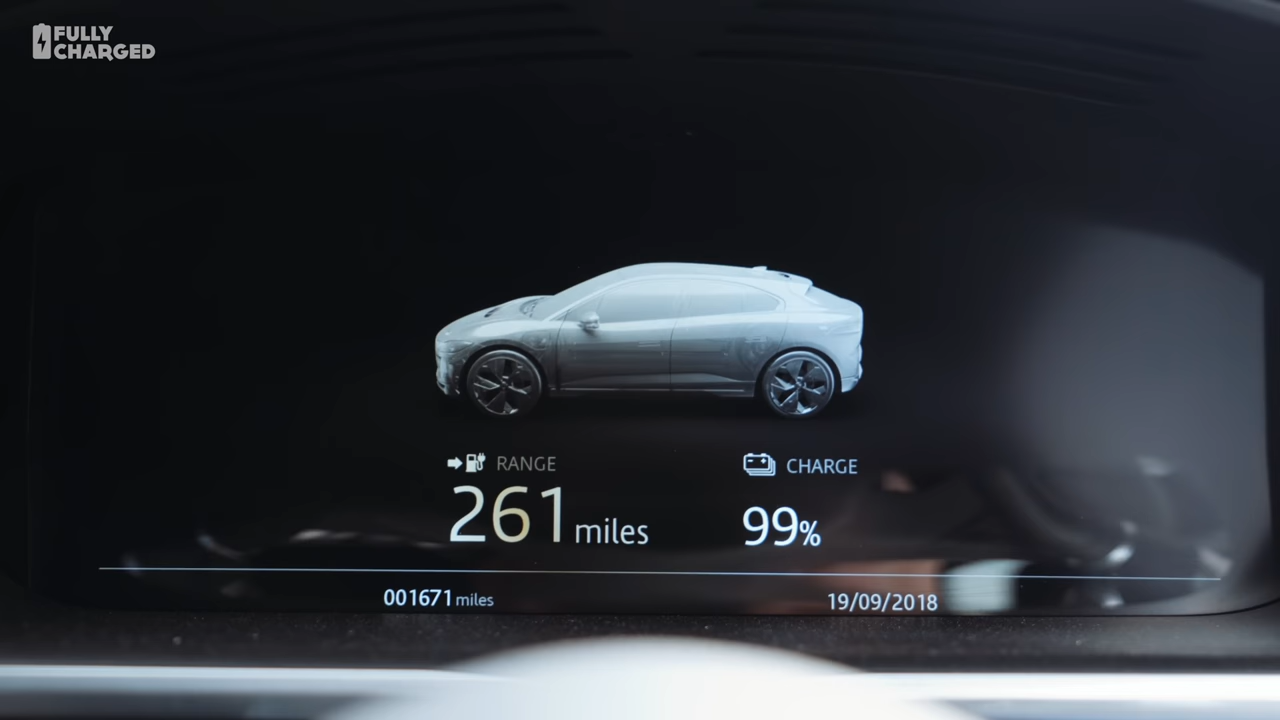 FULLY
CHARGED
RANGE
CHARGE
261 miles
99%
001671 miles
19/09/2018